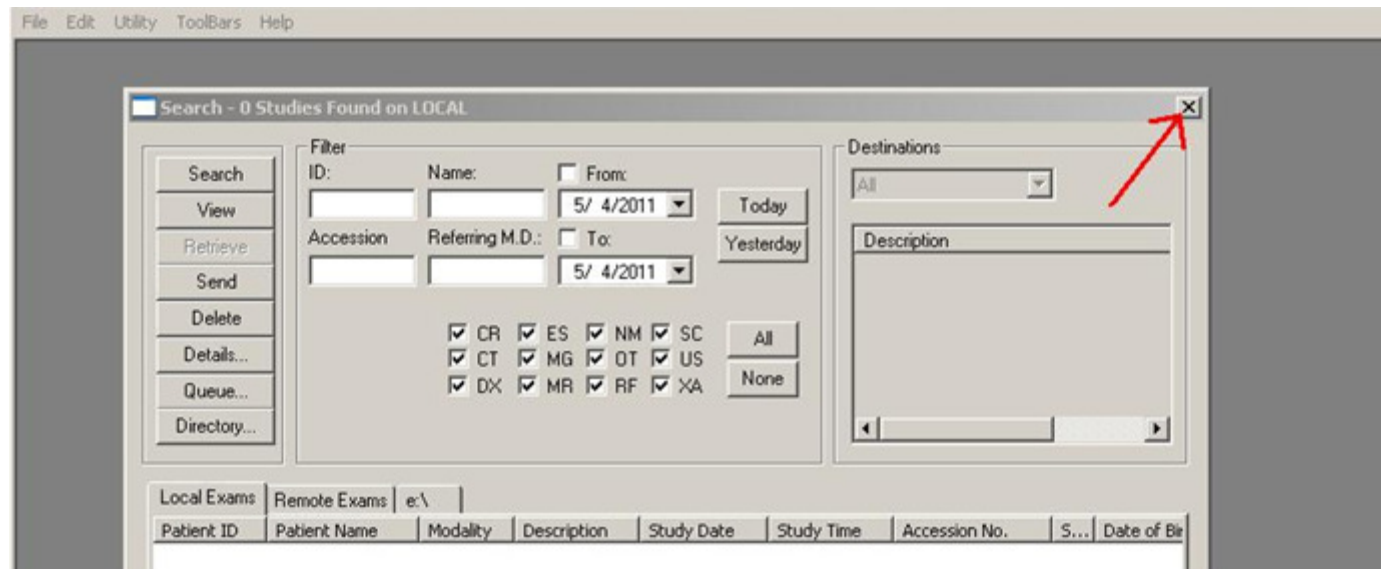 File Edit Utility ToolBars Help
Search - 0 Studies Found on LOCAL
Search
View
Retrieve
Send
Delete
Details...
Queue...
Directory...
Filter
ID: Name: From:
5/ 4/2011 Today
Accession Referring M.D.: To: Yesterday
5/ 4/2011
CR ES NM SC All
CT MG OT US
DX MR RF XA None
Destinations
All
Description
Local Exams Remote Exams e:\
Patient ID Patient Name Modality Description Study Date Study Time Accession No. S... Date of Bir